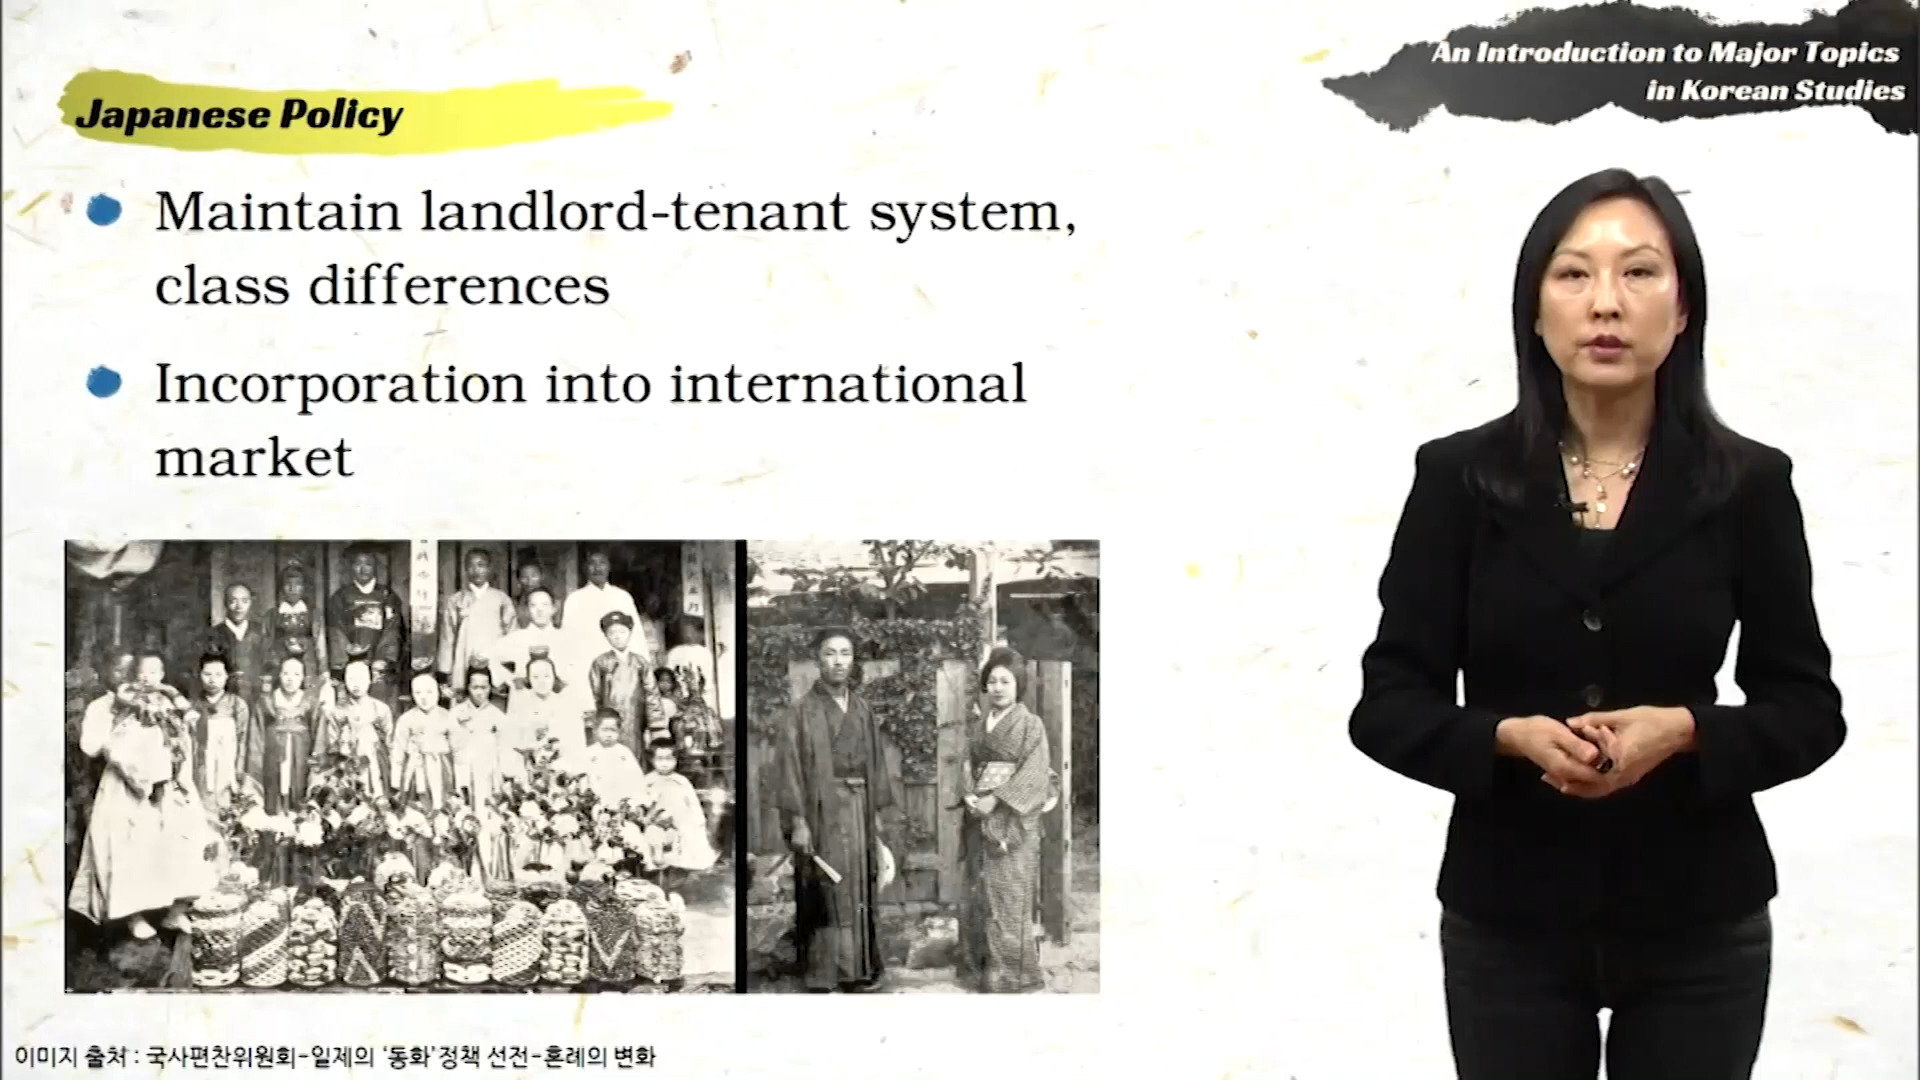 An Introduction to Major Topics
in Korean Studies
Japanese Policy
Maintain landlord-tenant system,
class differences
Incorporation into international
market
이미지 출처 : 국사편찬위원회-일제의 ‘동화’정책 선전-혼례의 변화